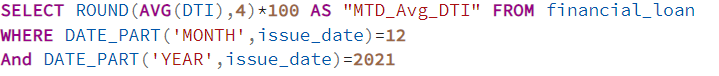 SELECT ROUND(AVG(DTI),4)*100 AS "MTD_Avg_DTI" FROM financial_loan
WHERE DATE_PART('MONTH',issue_date)=12
And DATE_PART('YEAR',issue_date)=2021